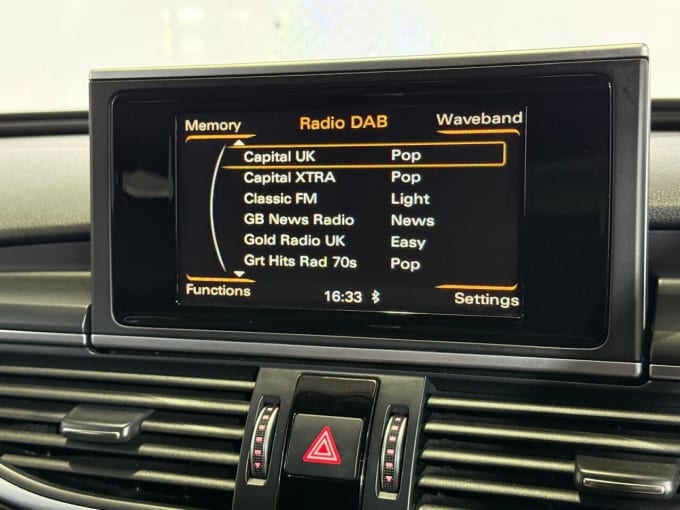 Memory Radio DAB Waveband
Capital UK Pop
Capital XTRA Pop
Classic FM Light
GB News Radio News
Gold Radio UK Easy
Grt Hits Rad 70s Pop
Functions 16:33 Settings